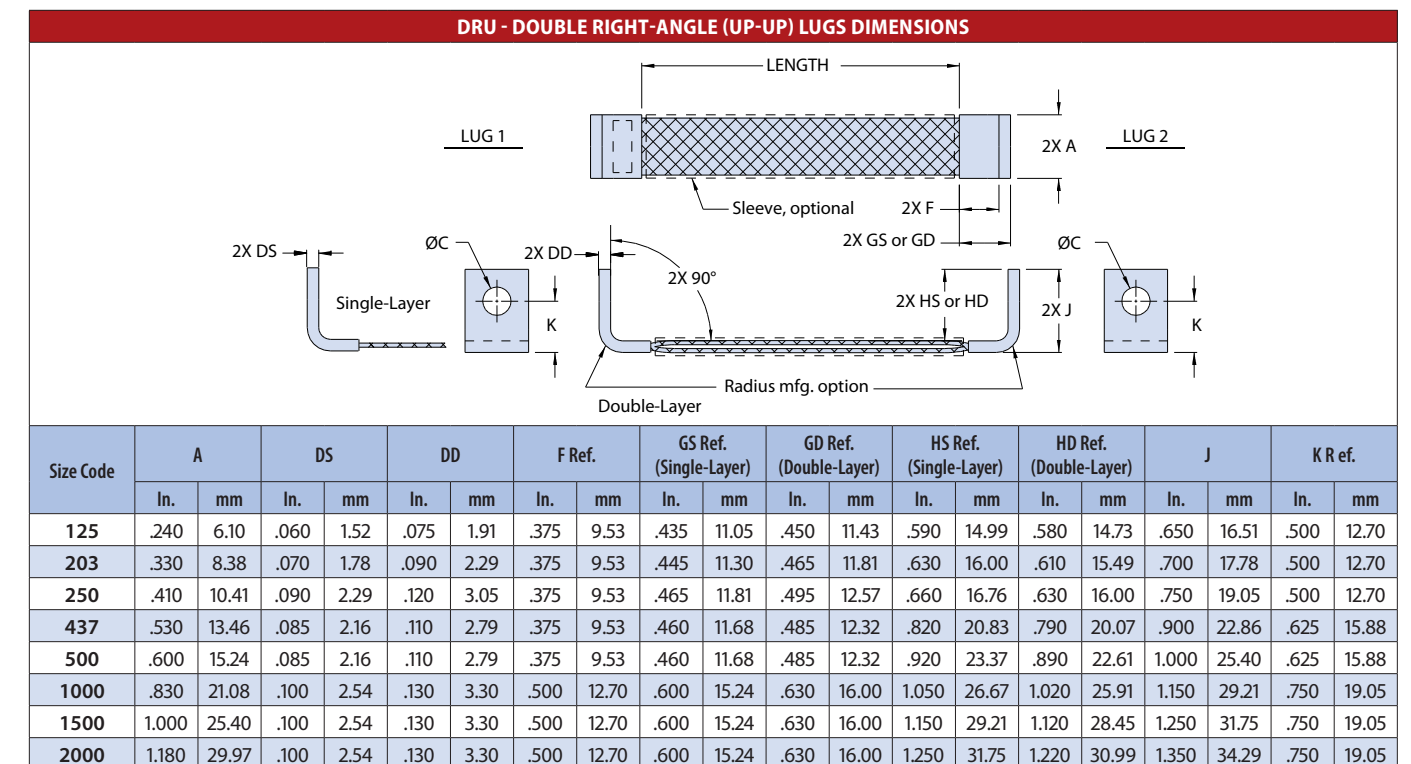 DRU - DOUBLE RIGHT-ANGLE (UP-UP) LUGS DIMENSIONS
LENGTH
LUG 1
2X A
LUG 2
Sleeve, optional
2X F
2X GS or GD
2X DS
ØC
2X DD
2X 90°
ØC
Single-Layer
K
2X HS or HD
2X J
K
Radius mfg. option
Double-Layer
Size Code A DS DD F Ref. GS Ref. (Single-Layer) GD Ref. (Double-Layer) HS Ref. (Single-Layer) HD Ref. (Double-Layer) J K R ef.
In. mm In. mm In. mm In. mm In. mm In. mm In. mm In. mm In. mm In. mm
125 .240 6.10 .060 1.52 .075 1.91 .375 9.53 .435 11.05 .450 11.43 .590 14.99 .580 14.73 .650 16.51 .500 12.70
203 .330 8.38 .070 1.78 .090 2.29 .375 9.53 .445 11.30 .465 11.81 .630 16.00 .610 15.49 .700 17.78 .500 12.70
250 .410 10.41 .090 2.29 .120 3.05 .375 9.53 .465 11.81 .495 12.57 .660 16.76 .630 16.00 .750 19.05 .500 12.70
437 .530 13.46 .085 2.16 .110 2.79 .375 9.53 .460 11.68 .485 12.32 .820 20.83 .790 20.07 .900 22.86 .625 15.88
500 .600 15.24 .085 2.16 .110 2.79 .375 9.53 .460 11.68 .485 12.32 .920 23.37 .890 22.61 1.000 25.40 .625 15.88
1000 .830 21.08 .100 2.54 .130 3.30 .500 12.70 .600 15.24 .630 16.00 1.050 26.67 1.020 25.91 1.150 29.21 .750 19.05
1500 1.000 25.40 .100 2.54 .130 3.30 .500 12.70 .600 15.24 .630 16.00 1.150 29.21 1.120 28.45 1.250 31.75 .750 19.05
2000 1.180 29.97 .100 2.54 .130 3.30 .500 12.70 .600 15.24 .630 16.00 1.250 31.75 1.220 30.99 1.350 34.29 .750 19.05